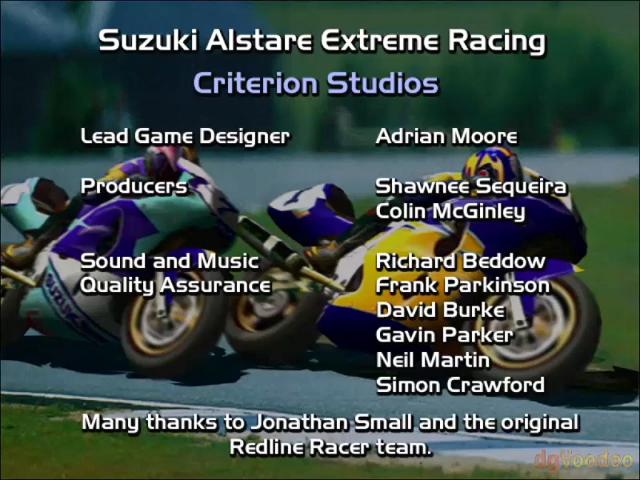 Suzuki Alstare Extreme Racing
Criterion Studios
Lead Game Designer Adrian Moore
Producers Shawnee Sequeira
Colin McGinley
Sound and Music Richard Beddow
Quality Assurance Frank Parkinson
David Burke
Gavin Parker
Neil Martin
Simon Crawford
Many thanks to Jonathan Small and the original
Redline Racer team.
SUZUKI
dgVoodoo